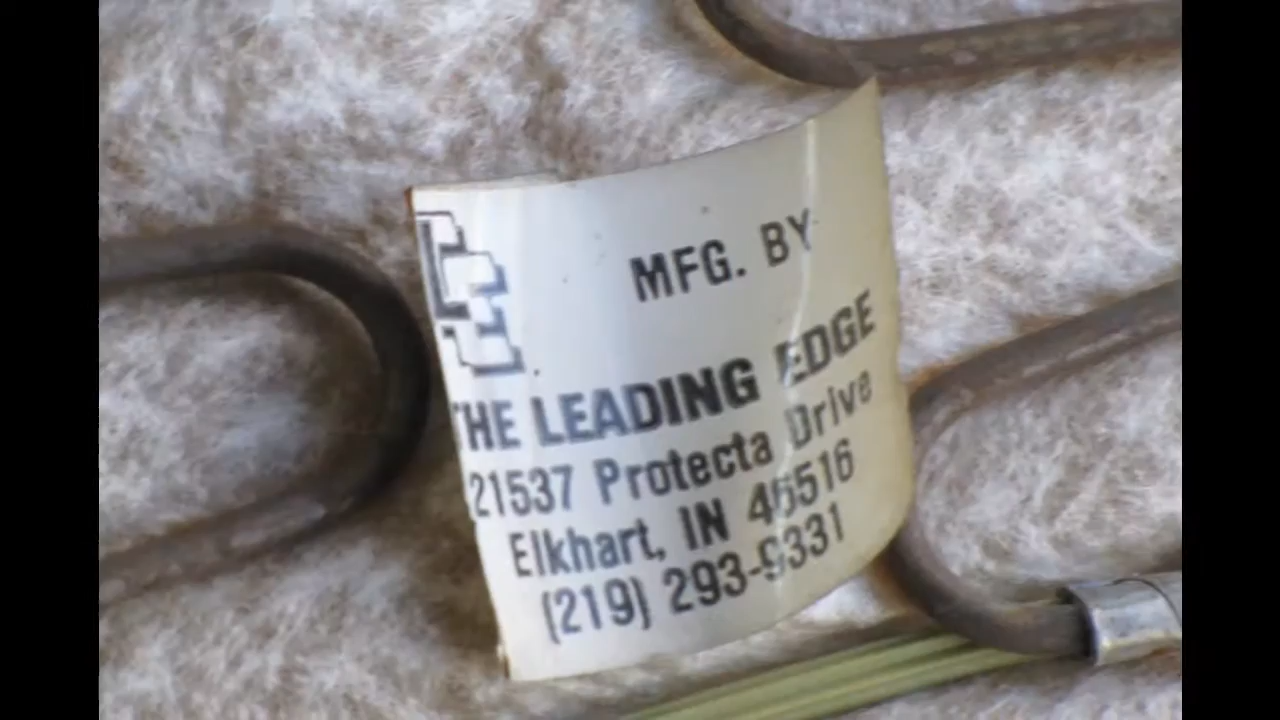 MFG. BY
THE LEADING EDGE
21537 Protecta Drive
Elkhart, IN 46516
(219) 293-9331